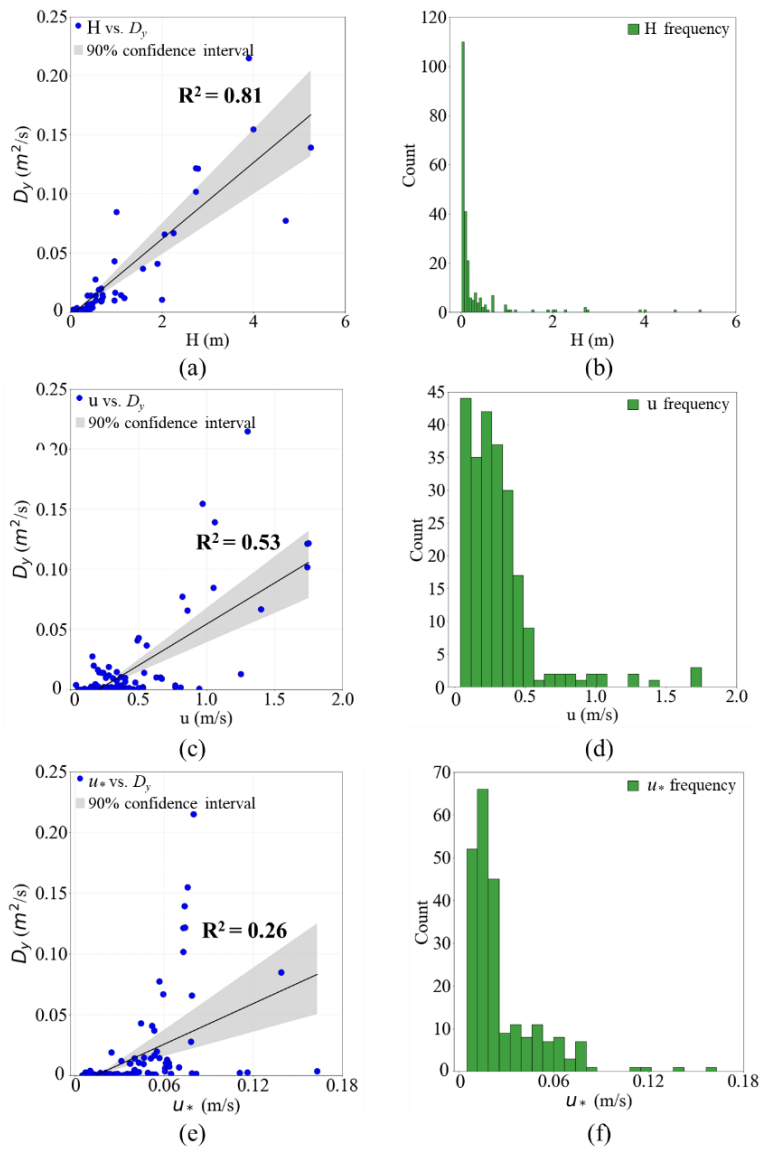 0.25
H vs. Dy
90% confidence interval
0.20
R² = 0.81
0.15
0.10
0.05
0
Dy (m²/s)
0 2 4 6
H (m)
(a)
120
H frequency
100
80
60
40
20
0
Count
0 2 4 6
H (m)
(b)
0.25
u vs. Dy
90% confidence interval
0.20
0.15
R² = 0.53
0.10
0.05
0
Dy (m²/s)
0 0.5 1.0 1.5 2.0
u (m/s)
(c)
45
u frequency
40
35
30
25
20
15
10
5
0
Count
0 0.5 1.0 1.5 2.0
u (m/s)
(d)
0.25
u* vs. Dy
90% confidence interval
0.20
0.15
R² = 0.26
0.10
0.05
0
Dy (m²/s)
0 0.06 0.12 0.18
u* (m/s)
(e)
70
u* frequency
60
50
40
30
20
10
0
Count
0 0.06 0.12 0.18
u* (m/s)
(f)